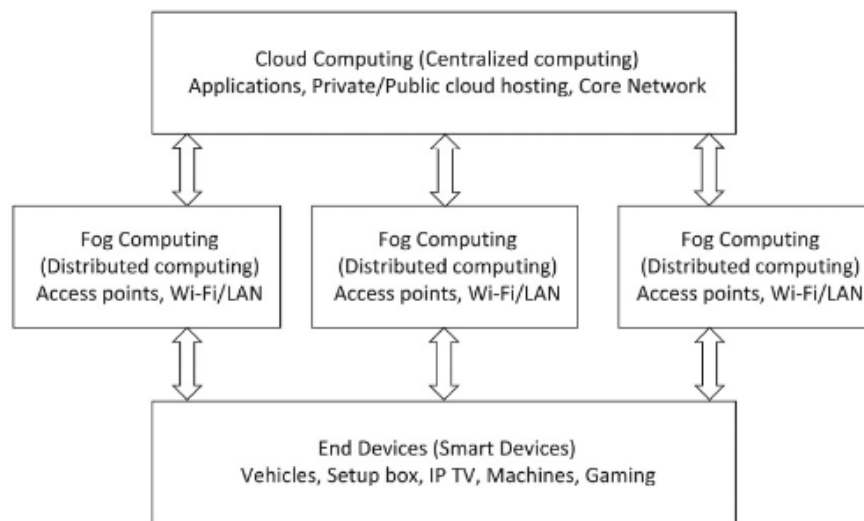 Cloud Computing (Centralized computing)
Applications, Private/Public cloud hosting, Core Network
Fog Computing
(Distributed computing)
Access points, Wi-Fi/LAN
Fog Computing
(Distributed computing)
Access points, Wi-Fi/LAN
Fog Computing
(Distributed computing)
Access points, Wi-Fi/LAN
End Devices (Smart Devices)
Vehicles, Setup box, IP TV, Machines, Gaming